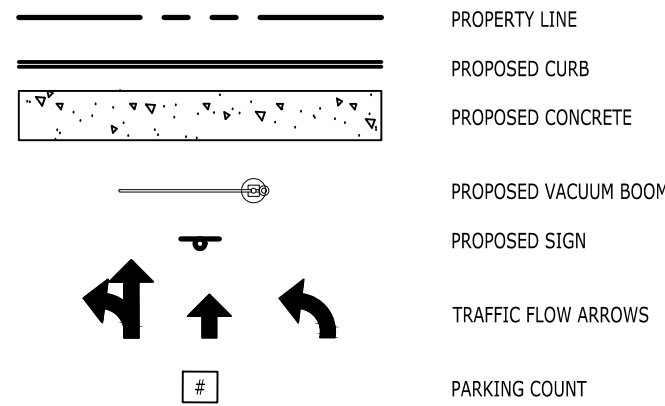 PROPERTY LINE
PROPOSED CURB
PROPOSED CONCRETE
PROPOSED VACUUM BOOM
PROPOSED SIGN
TRAFFIC FLOW ARROWS
# PARKING COUNT